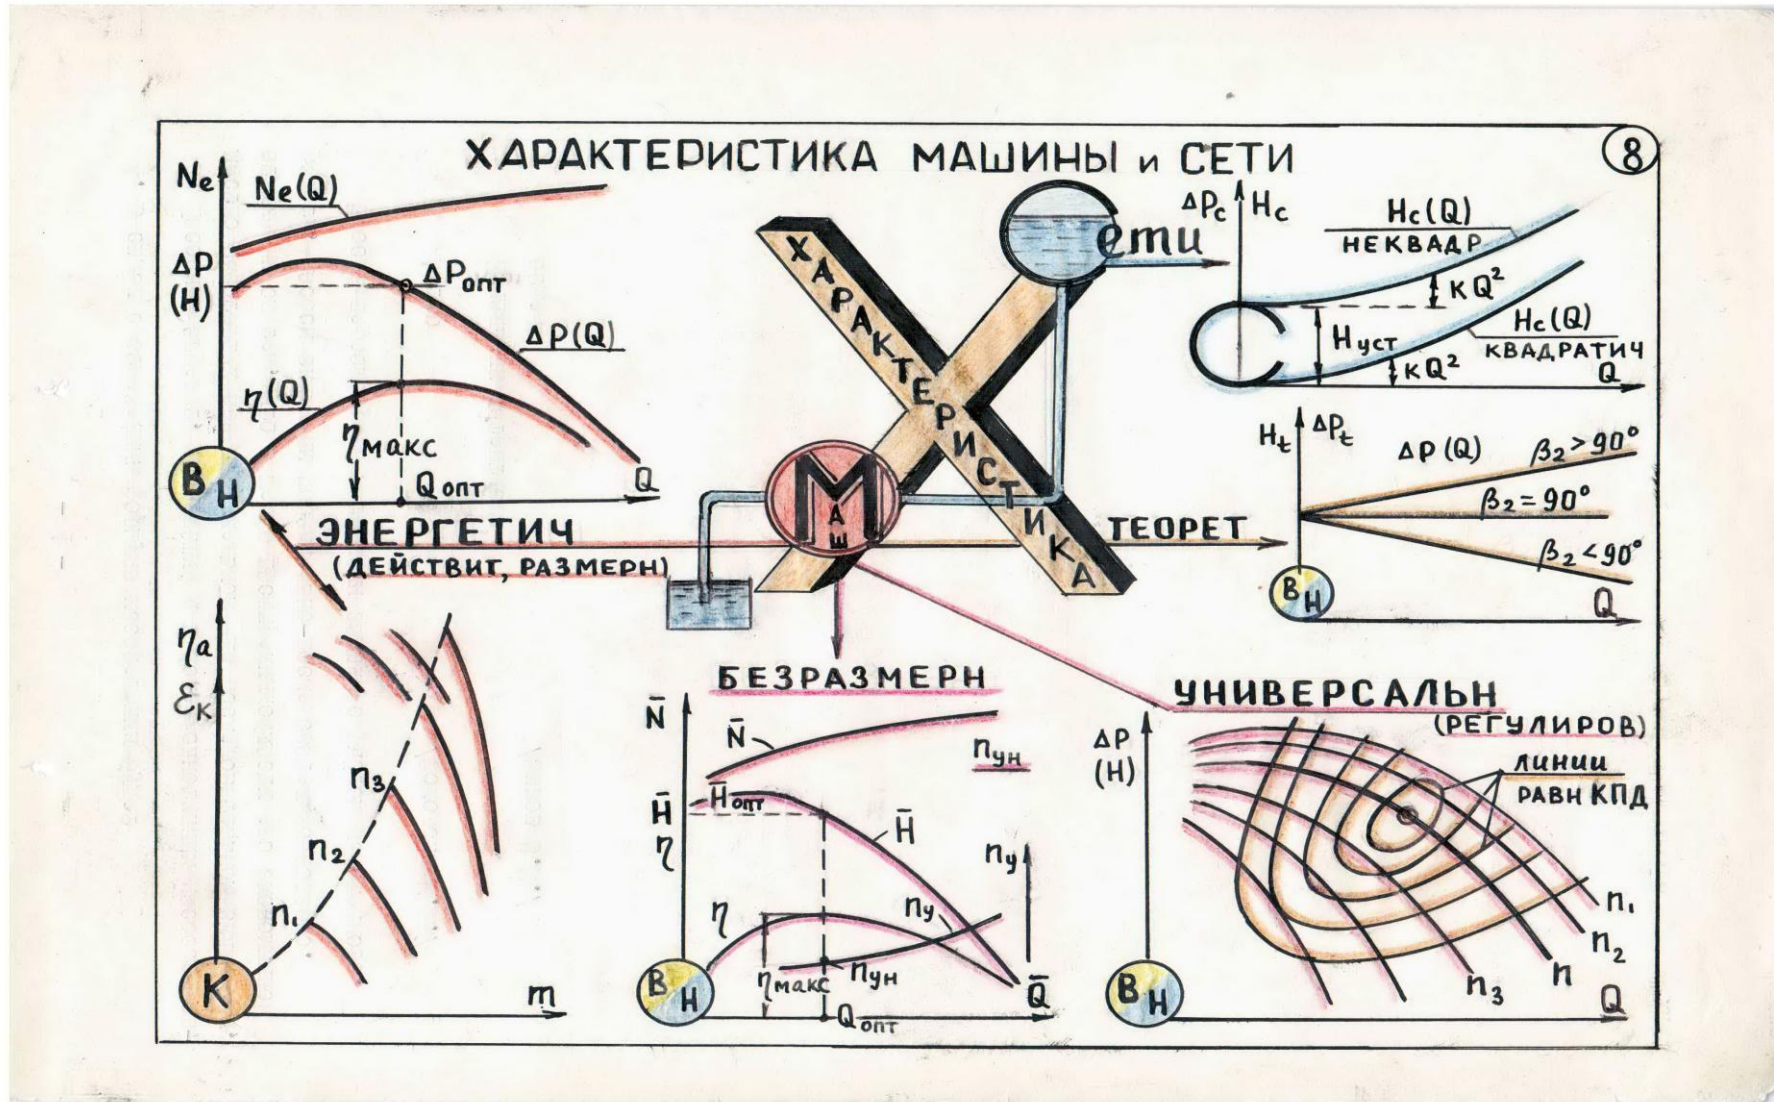 ХАРАКТЕРИСТИКА МАШИНЫ и СЕТИ
8
Ne
Ne(Q)
ΔP
(H)
ΔPопт
ΔP(Q)
η(Q)
ηмакс
Qопт
Q
В Н
ХАРАКТЕРИСТИКА
ети
МАШ
ΔPc
Hc
Hc(Q)
НЕКВАДР
KQ²
Hуст
Hc(Q)
КВАДРАТИЧ
KQ²
Q
Ht
ΔPt
ΔP(Q)
β₂>90°
β₂=90°
β₂<90°
В Н
Q
ЭНЕРГЕТИЧ
(ДЕЙСТВИТ, РАЗМЕРН)
ТЕОРЕТ
ηa
εк
n₃
n₂
n₁
К
m
БЕЗРАЗМЕРН
N̄
N̄
nун
H̄опт
H̄
H̄
η
nу
η
nу
nун
ηмакс
В Н
Qопт
Q̄
УНИВЕРСАЛЬН
(РЕГУЛИРОВ)
ΔP
(H)
ЛИНИИ
РАВН КПД
n₁
n₂
n
n₃
В Н
Q